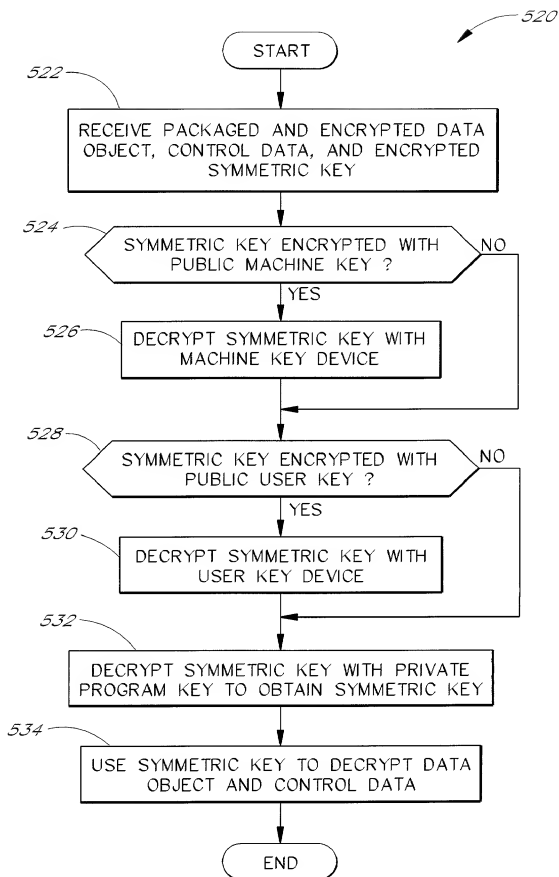 520
START
522
RECEIVE PACKAGED AND ENCRYPTED DATA
OBJECT, CONTROL DATA, AND ENCRYPTED
SYMMETRIC KEY
524
SYMMETRIC KEY ENCRYPTED WITH
PUBLIC MACHINE KEY ?
NO
YES
526
DECRYPT SYMMETRIC KEY WITH
MACHINE KEY DEVICE
528
SYMMETRIC KEY ENCRYPTED WITH
PUBLIC USER KEY ?
NO
YES
530
DECRYPT SYMMETRIC KEY WITH
USER KEY DEVICE
532
DECRYPT SYMMETRIC KEY WITH PRIVATE
PROGRAM KEY TO OBTAIN SYMMETRIC KEY
534
USE SYMMETRIC KEY TO DECRYPT DATA
OBJECT AND CONTROL DATA
END